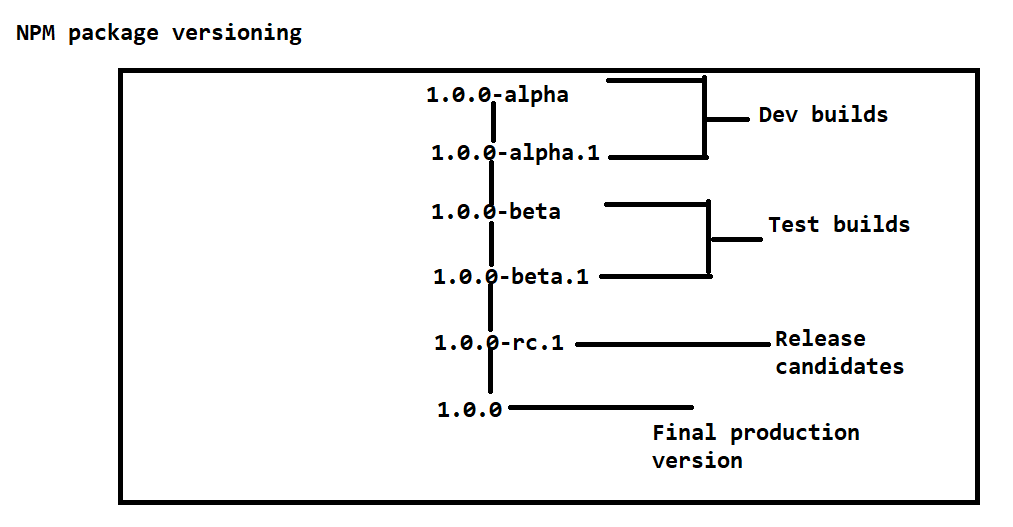 NPM package versioning
1.0.0-alpha
Dev builds
1.0.0-alpha.1
1.0.0-beta
Test builds
1.0.0-beta.1
1.0.0-rc.1
Release
candidates
1.0.0
Final production
version